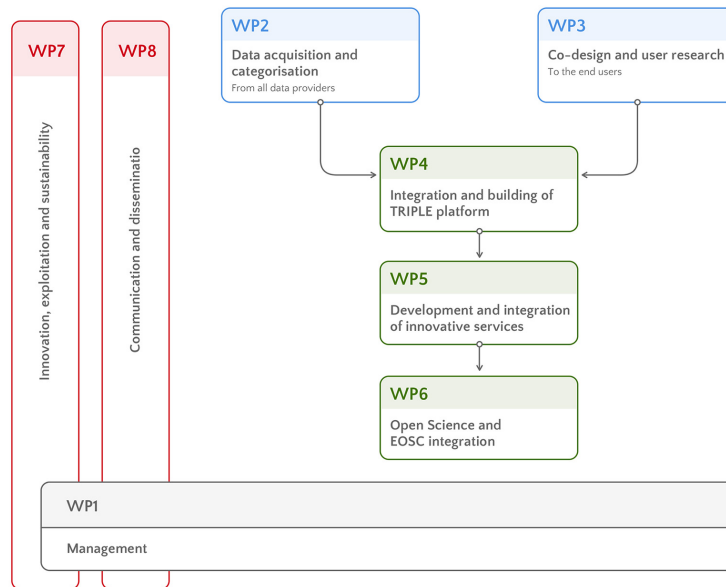 WP7
WP8
Innovation, exploitation and sustainability
Communication and disseminatio
WP2
Data acquisition and
categorisation
From all data providers
WP3
Co-design and user research
To the end users
WP4
Integration and building of
TRIPLE platform
WP5
Development and integration
of innovative services
WP6
Open Science and
EOSC integration
WP1
Management